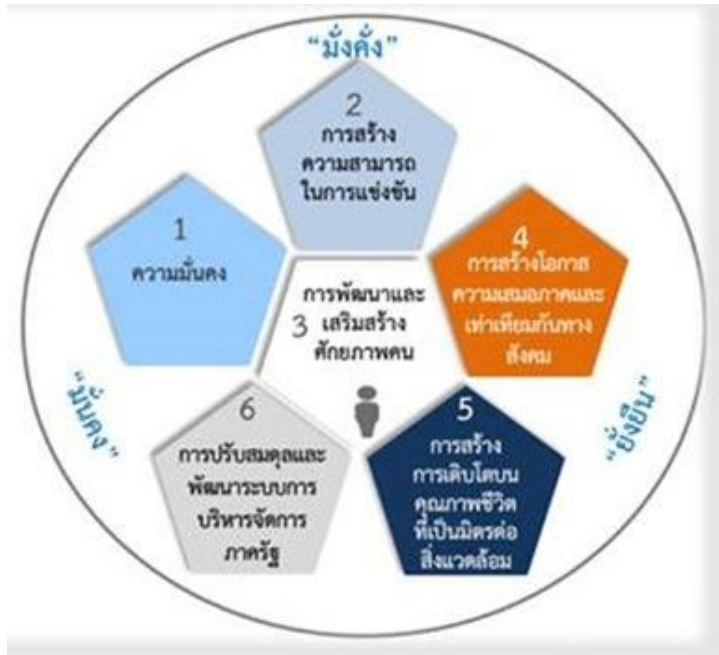 “มั่งคั่ง”
2
การสร้าง
ความสามารถ
ในการแข่งขัน
1
ความมั่นคง
4
การสร้างโอกาส
ความเสมอภาคและ
เท่าเทียมกันทาง
สังคม
การพัฒนาและ
3 เสริมสร้าง
ศักยภาพคน
“มั่นคง”
“ยั่งยืน”
6
การปรับสมดุลและ
พัฒนาระบบการ
บริหารจัดการ
ภาครัฐ
5
การสร้าง
การเติบโตบน
คุณภาพชีวิต
ที่เป็นมิตรต่อ
สิ่งแวดล้อม